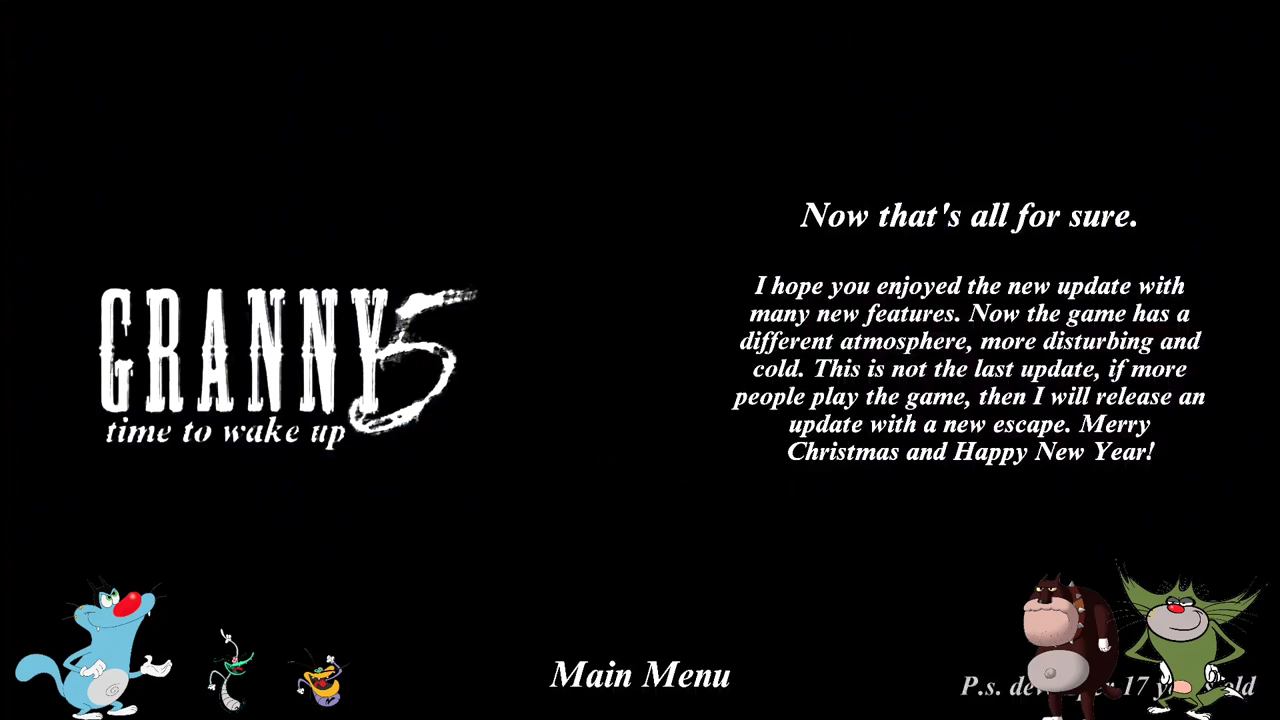 GRANNY 5
time to wake up
Now that's all for sure.
I hope you enjoyed the new update with
many new features. Now the game has a
different atmosphere, more disturbing and
cold. This is not the last update, if more
people play the game, then I will release an
update with a new escape. Merry
Christmas and Happy New Year!
Main Menu
P.s. 17